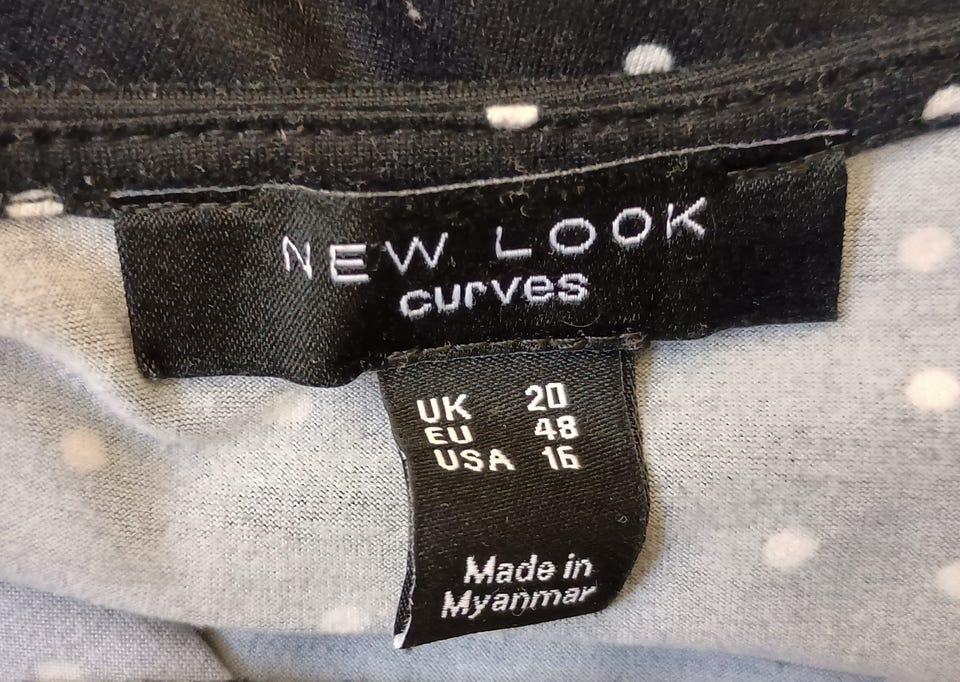 NEW LOOK
curves
UK 20
EU 48
USA 16
Made in
Myanmar